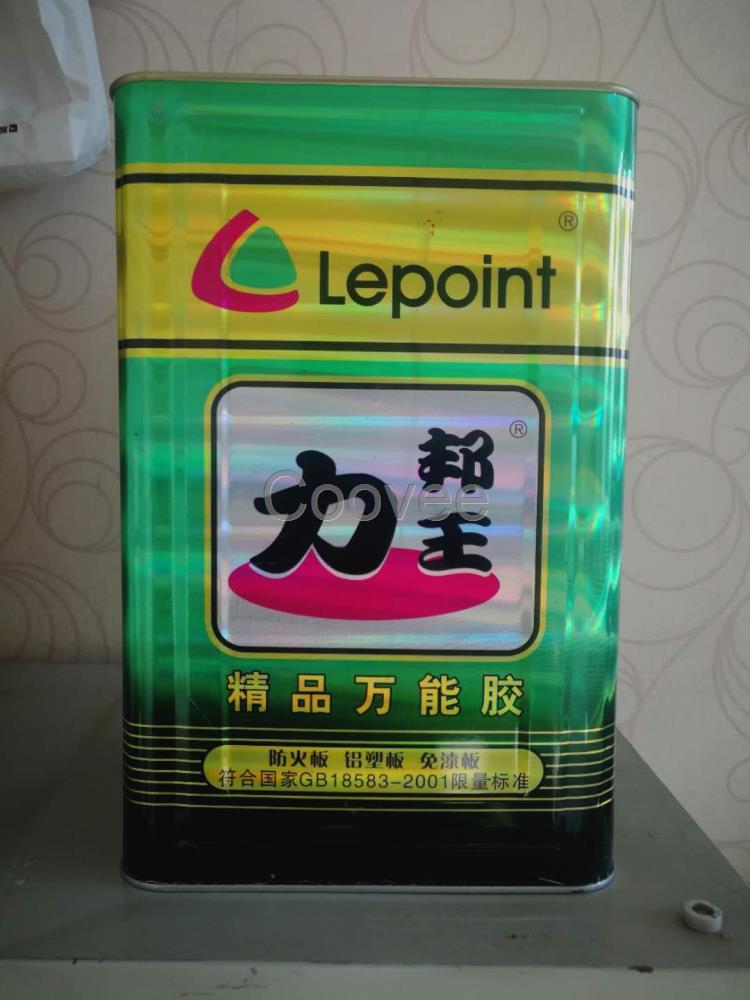 Lepoint ®
力邦王 ®
Coovee
精品万能胶
防火板 铝塑板 免漆板
符合国家GB18583-2001限量标准